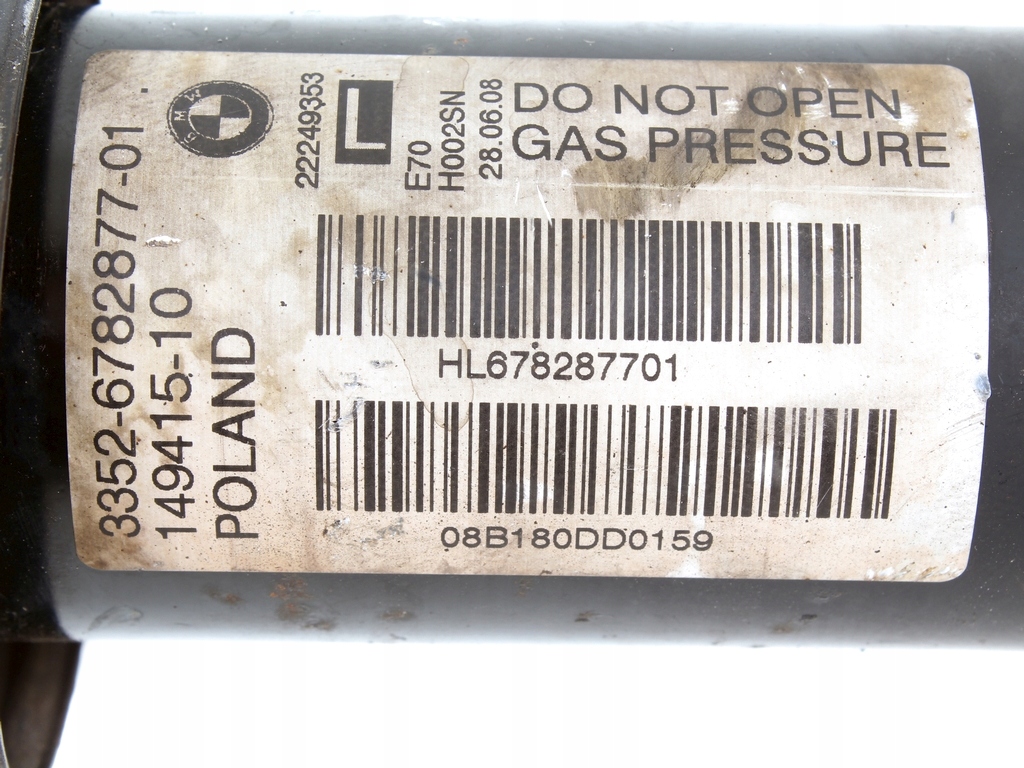 3352-6782877-01
149415-10
POLAND
BMW
22249353
L
E70
H002SN
28.06.08
DO NOT OPEN
GAS PRESSURE
HL678287701
08B180DD0159